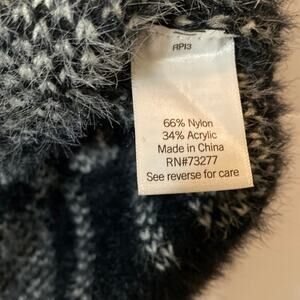 RPI3
66% Nylon
34% Acrylic
Made in China
RN#73277
See reverse for care